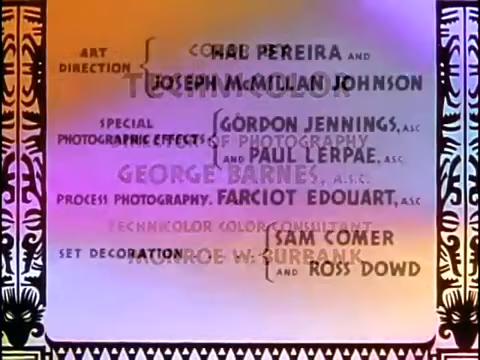 COLOR BY
TECHNICOLOR
DIRECTOR OF PHOTOGRAPHY
GEORGE BARNES, A.S.C.
TECHNICOLOR COLOR CONSULTANT
MONROE W. BURBANK
ART DIRECTION { HAL PEREIRA AND
JOSEPH McMILLAN JOHNSON
SPECIAL PHOTOGRAPHIC EFFECTS { GORDON JENNINGS, A.S.C.
AND PAUL LERPAE, A.S.C.
PROCESS PHOTOGRAPHY. FARCIOT EDOUART, A.S.C.
SET DECORATION . . { SAM COMER
AND ROSS DOWD